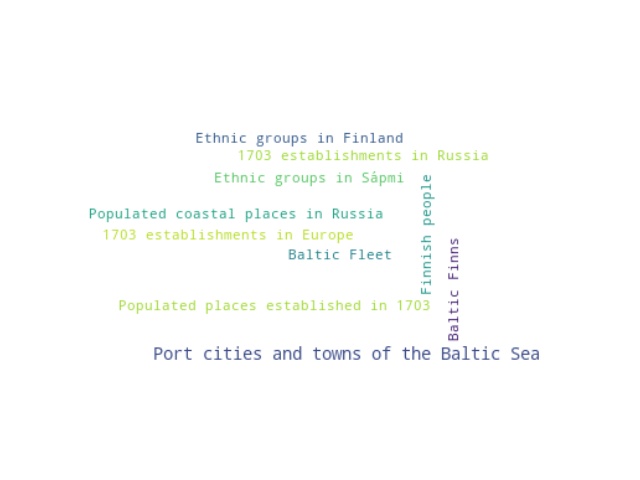 Ethnic groups in Finland
1703 establishments in Russia
Ethnic groups in Sápmi
Populated coastal places in Russia
1703 establishments in Europe
Baltic Fleet
Finnish people
Baltic Finns
Populated places established in 1703
Port cities and towns of the Baltic Sea